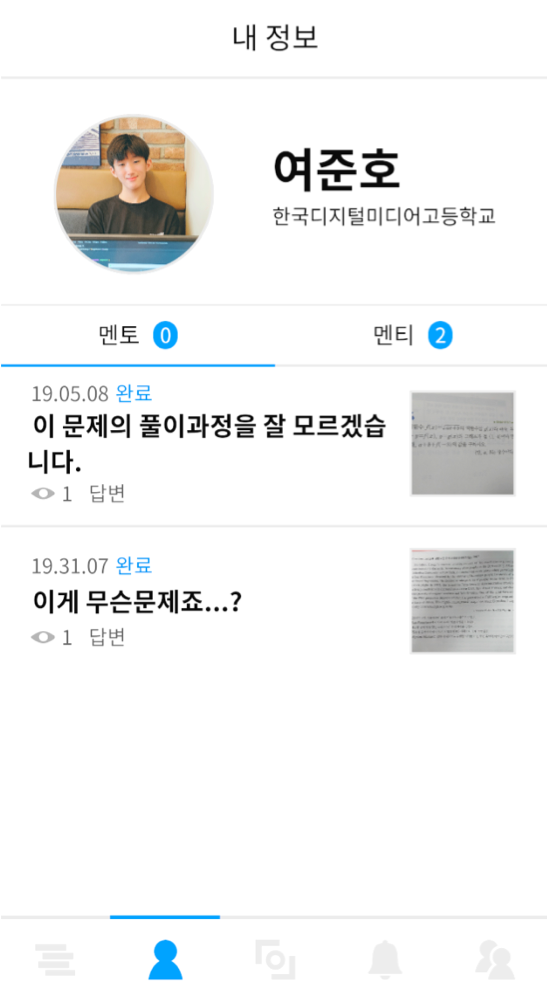 내 정보
여준호
한국디지털미디어고등학교
멘토 0
멘티 2
19.05.08 완료
이 문제의 풀이과정을 잘 모르겠습
니다.
1 답변
19.31.07 완료
이게 무슨문제죠...?
1 답변